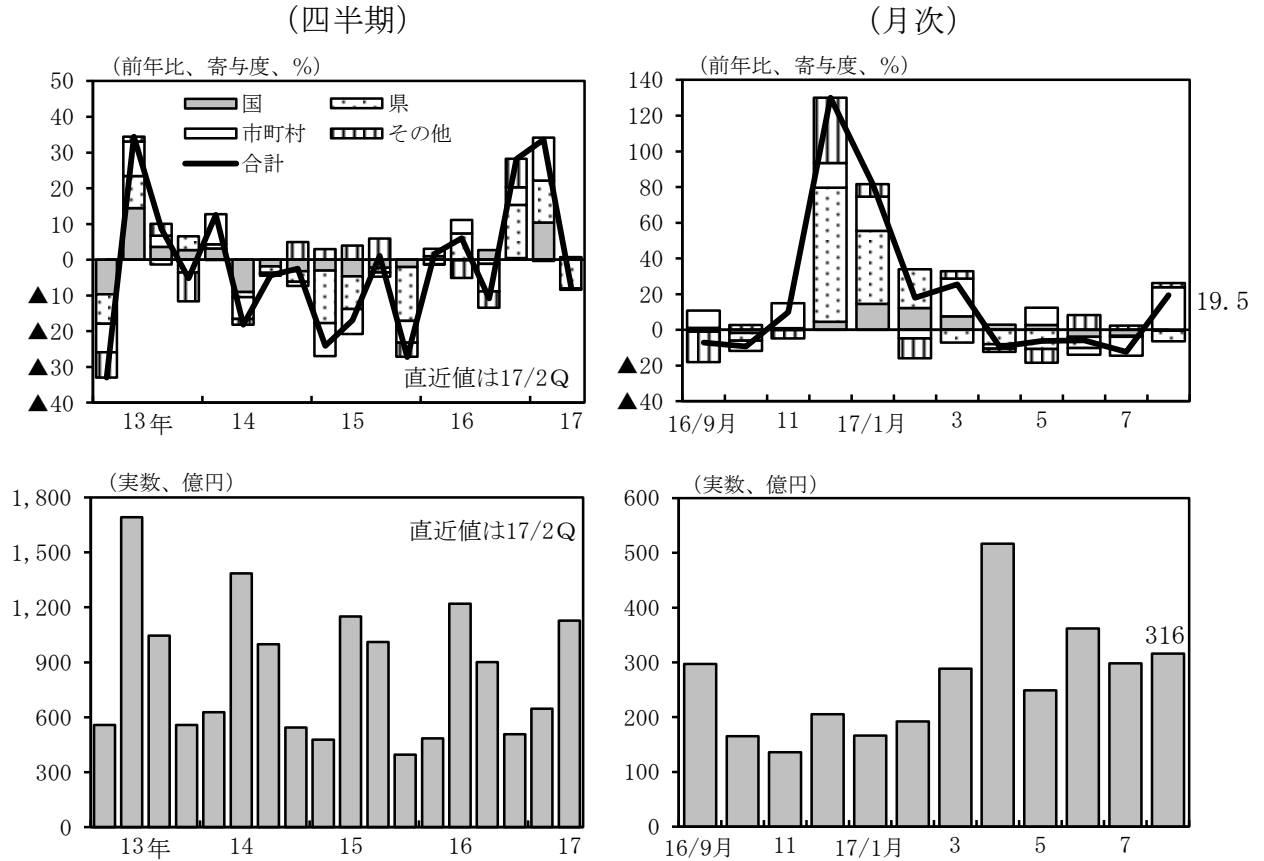 (四半期)
(月次)
(前年比、寄与度、%)
50
40
30
20
10
0
▲10
▲20
▲30
▲40
国
県
市町村
その他
合計
直近値は17/2Q
13年
14
15
16
17
(前年比、寄与度、%)
140
120
100
80
60
40
20
0
▲20
▲40
19.5
16/9月
11
17/1月
3
5
7
(実数、億円)
1,800
1,500
1,200
900
600
300
0
直近値は17/2Q
13年
14
15
16
17
(実数、億円)
600
500
400
300
200
100
0
316
16/9月
11
17/1月
3
5
7